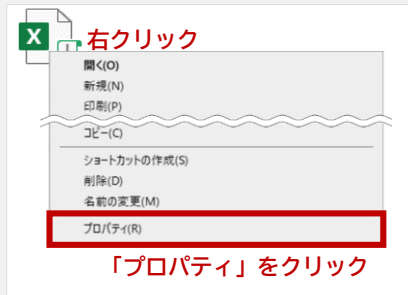 X
右クリック
開く(O)
新規(N)
印刷(P)
コピー(C)
ショートカットの作成(S)
削除(D)
名前の変更(M)
プロパティ(R)
「プロパティ」をクリック